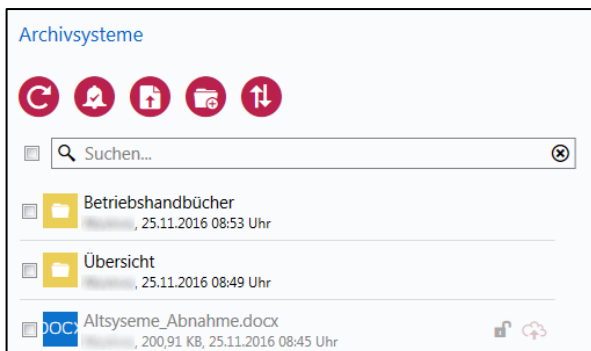 Archivsysteme
Suchen...
Betriebshandbücher
, 25.11.2016 08:53 Uhr
Übersicht
, 25.11.2016 08:49 Uhr
DOCX
Altsyseme_Abnahme.docx
, 200,91 KB, 25.11.2016 08:45 Uhr